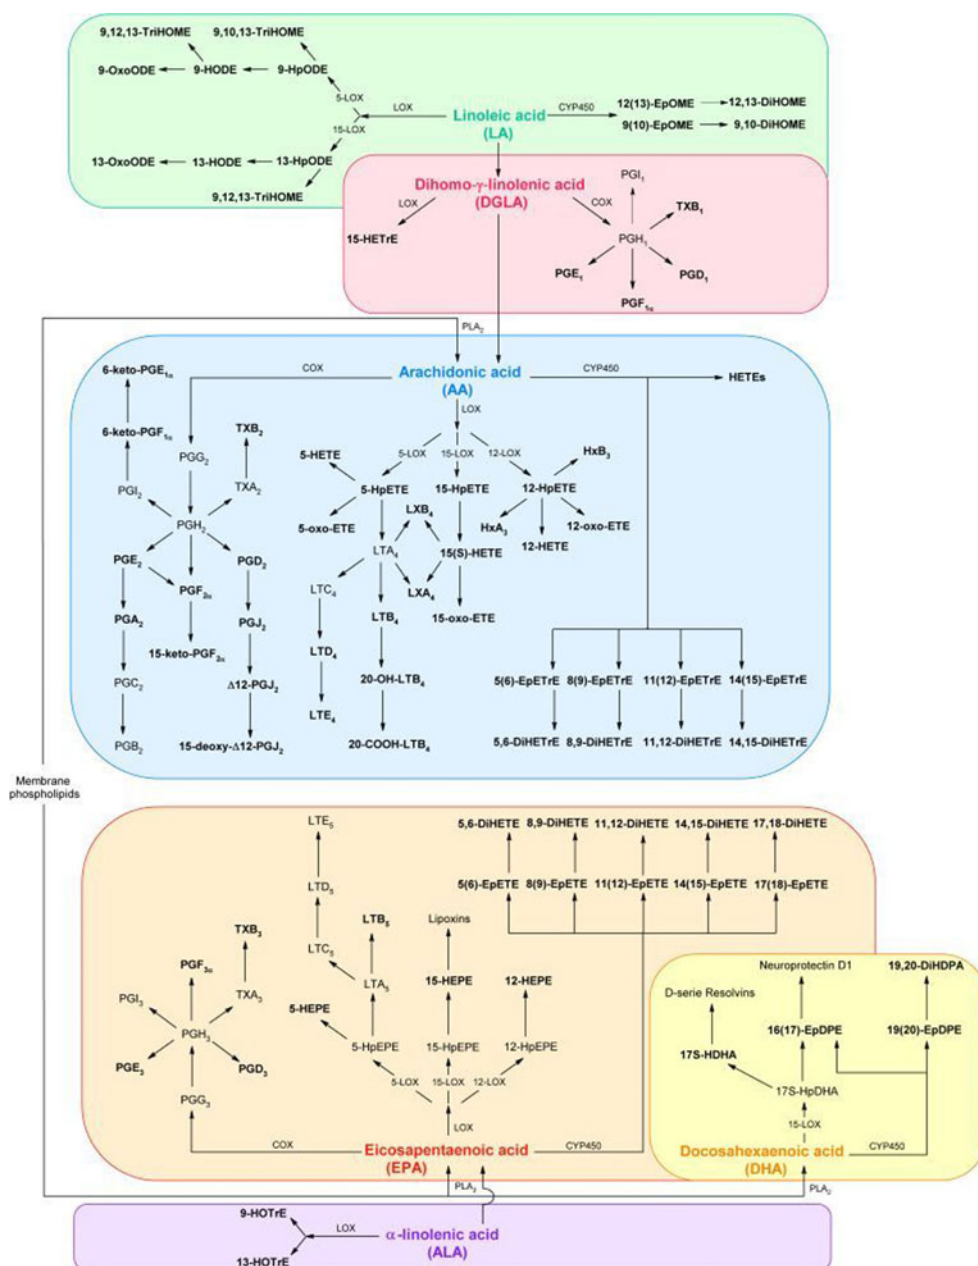 9,12,13-TriHOME 9,10,13-TriHOME
9-OxoODE 9-HODE 9-HpODE
5-LOX
LOX
15-LOX
Linoleic acid
(LA)
CYP450
12(13)-EpOME 12,13-DiHOME
9(10)-EpOME 9,10-DiHOME
13-OxoODE 13-HODE 13-HpODE
9,12,13-TriHOME
Dihomo-γ-linolenic acid
(DGLA)
LOX
COX
15-HETrE
PGI₁
TXB₁
PGH₁
PGE₁
PGD₁
PGF₁α
PLA₂
Arachidonic acid
(AA)
COX
CYP450
HETEs
LOX
6-keto-PGE₁α
6-keto-PGF₁α
TXB₂
PGG₂
PGI₂
TXA₂
PGH₂
PGE₂
PGD₂
PGF₂α
PGA₂
PGJ₂
15-keto-PGF₂α
PGC₂
Δ12-PGJ₂
PGB₂
15-deoxy-Δ12-PGJ₂
5-LOX 15-LOX 12-LOX
5-HETE
HxB₃
5-HpETE 15-HpETE 12-HpETE
LXB₄
5-oxo-ETE
HxA₃
12-oxo-ETE
12-HETE
LTA₄
15(S)-HETE
LTC₄
LXA₄
LTB₄
15-oxo-ETE
LTD₄
20-OH-LTB₄
LTE₄
20-COOH-LTB₄
5(6)-EpETrE 8(9)-EpETrE 11(12)-EpETrE 14(15)-EpETrE
5,6-DiHETrE 8,9-DiHETrE 11,12-DiHETrE 14,15-DiHETrE
Membrane
phospholipids
LTE₅
5,6-DiHETE 8,9-DiHETE 11,12-DiHETE 14,15-DiHETE 17,18-DiHETE
LTD₅
5(6)-EpETE 8(9)-EpETE 11(12)-EpETE 14(15)-EpETE 17(18)-EpETE
LTB₅
Lipoxins
LTC₅
TXB₃
PGF₃α
LTA₅
15-HEPE
12-HEPE
PGI₃
TXA₃
5-HEPE
PGH₃
5-HpEPE 15-HpEPE 12-HpEPE
PGE₃
PGD₃
5-LOX 15-LOX 12-LOX
PGG₃
LOX
COX
Eicosapentaenoic acid
(EPA)
CYP450
PLA₂
Neuroprotectin D1
19,20-DiHDPA
D-serie Resolvins
16(17)-EpDPE
19(20)-EpDPE
17S-HDHA
17S-HpDHA
15-LOX
Docosahexaenoic acid
(DHA)
CYP450
PLA₂
9-HOTrE
LOX
13-HOTrE
α-linolenic acid
(ALA)